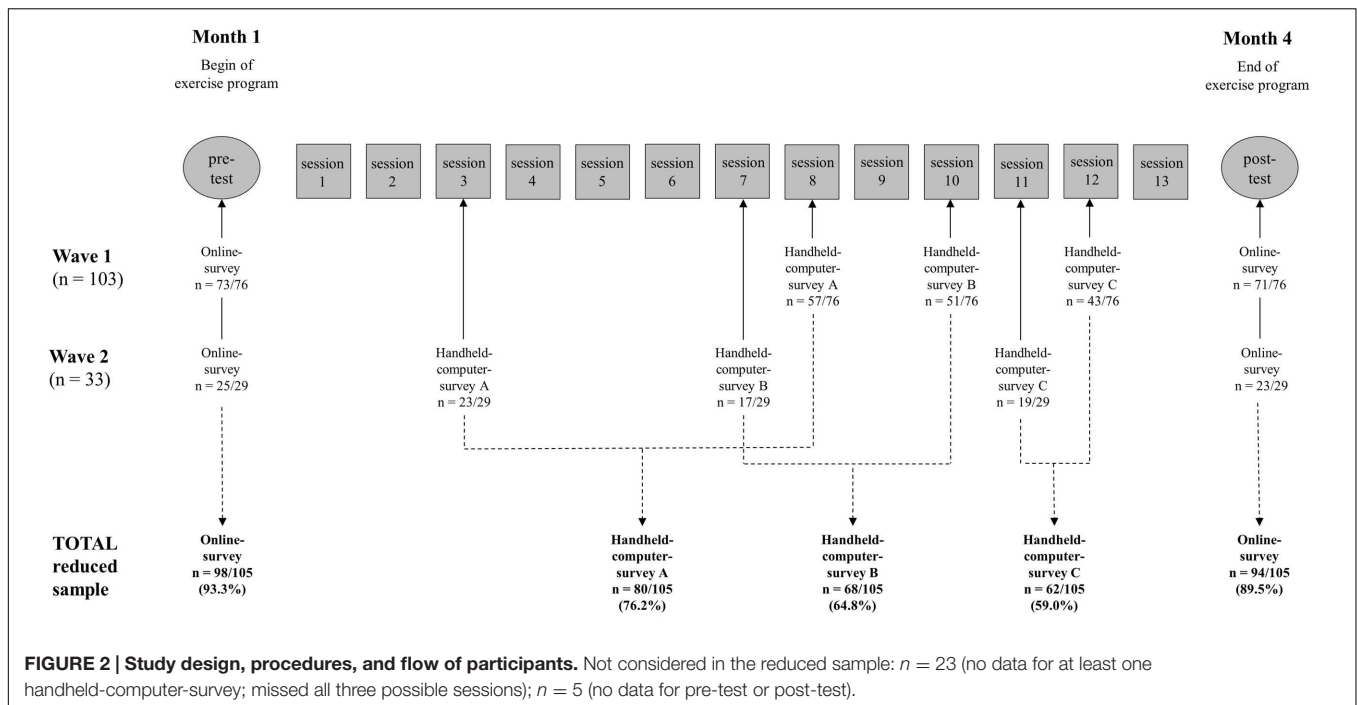 Month 1
Begin of
exercise program
Month 4
End of
exercise program
pre-
test
session
1
session
2
session
3
session
4
session
5
session
6
session
7
session
8
session
9
session
10
session
11
session
12
session
13
post-
test
Wave 1
(n = 103)
Online-
survey
n = 73/76
Handheld-
computer-
survey A
n = 57/76
Handheld-
computer-
survey B
n = 51/76
Handheld-
computer-
survey C
n = 43/76
Online-
survey
n = 71/76
Wave 2
(n = 33)
Online-
survey
n = 25/29
Handheld-
computer-
survey A
n = 23/29
Handheld-
computer-
survey B
n = 17/29
Handheld-
computer-
survey C
n = 19/29
Online-
survey
n = 23/29
TOTAL
reduced
sample
Online-
survey
n = 98/105
(93.3%)
Handheld-
computer-
survey A
n = 80/105
(76.2%)
Handheld-
computer-
survey B
n = 68/105
(64.8%)
Handheld-
computer-
survey C
n = 62/105
(59.0%)
Online-
survey
n = 94/105
(89.5%)
FIGURE 2 | Study design, procedures, and flow of participants. Not considered in the reduced sample: n = 23 (no data for at least one
handheld-computer-survey; missed all three possible sessions); n = 5 (no data for pre-test or post-test).